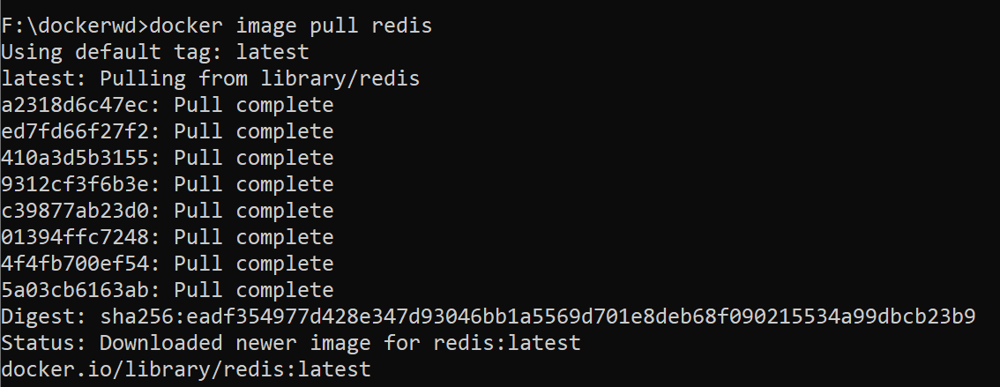 F:\dockerwd>docker image pull redis
Using default tag: latest
latest: Pulling from library/redis
a2318d6c47ec: Pull complete
ed7fd66f27f2: Pull complete
410a3d5b3155: Pull complete
9312cf3f6b3e: Pull complete
c39877ab23d0: Pull complete
01394ffc7248: Pull complete
4f4fb700ef54: Pull complete
5a03cb6163ab: Pull complete
Digest: sha256:eadf354977d428e347d93046bb1a5569d701e8deb68f090215534a99dbcb23b9
Status: Downloaded newer image for redis:latest
docker.io/library/redis:latest